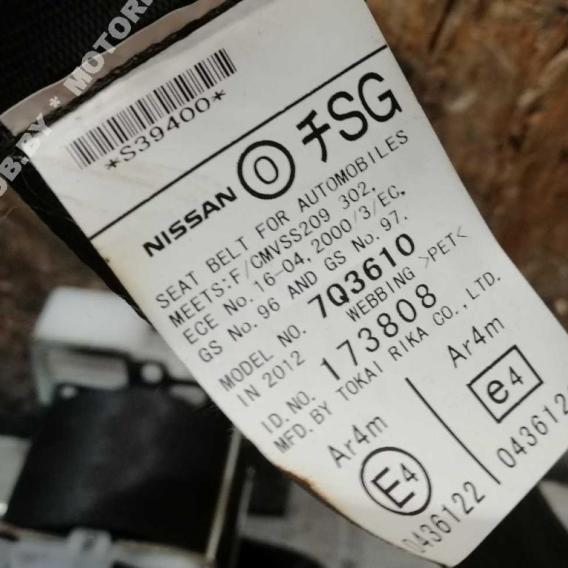 *S39400*
NISSAN O チSG
SEAT BELT FOR AUTOMOBILES
MEETS:F/CMVSS209 302,
ECE No.16-04,2000/3/EC,
GS No.96 AND GS No.97.
MODEL NO. 7Q3610
IN 2012 WEBBING >PET<
I.D.NO. 173808
MFD.BY TOKAI RIKA CO.,LTD.
Ar4m Ar4m
E4 e4
0436122 043612